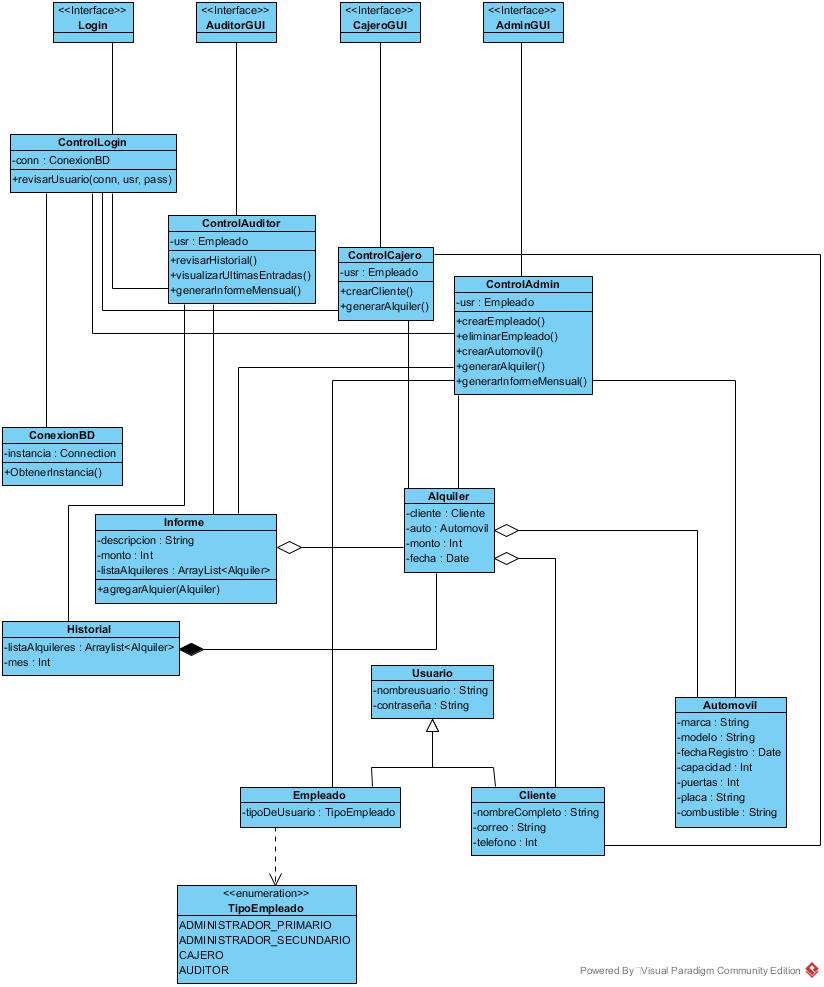 <<Interface>>
Login
<<Interface>>
AuditorGUI
<<Interface>>
CajeroGUI
<<Interface>>
AdminGUI
ControlLogin
-conn : ConexionBD
+revisarUsuario(conn, usr, pass)
ControlAuditor
-usr : Empleado
+revisarHistorial()
+visualizarUltimasEntradas()
+generarInformeMensual()
ControlCajero
-usr : Empleado
+crearCliente()
+generarAlquiler()
ControlAdmin
-usr : Empleado
+crearEmpleado()
+eliminarEmpleado()
+crearAutomovil()
+generarAlquiler()
+generarInformeMensual()
ConexionBD
-instancia : Connection
+ObtenerInstancia()
Alquiler
-cliente : Cliente
-auto : Automovil
-monto : Int
-fecha : Date
Informe
-descripcion : String
-monto : Int
-listaAlquileres : ArrayList<Alquiler>
+agregarAlquier(Alquiler)
Historial
-listaAlquileres : Arraylist<Alquiler>
-mes : Int
Usuario
-nombreusuario : String
-contraseña : String
Automovil
-marca : String
-modelo : String
-fechaRegistro : Date
-capacidad : Int
-puertas : Int
-placa : String
-combustible : String
Empleado
-tipoDeUsuario : TipoEmpleado
Cliente
-nombreCompleto : String
-correo : String
-telefono : Int
<<enumeration>>
TipoEmpleado
ADMINISTRADOR_PRIMARIO
ADMINISTRADOR_SECUNDARIO
CAJERO
AUDITOR
Powered By Visual Paradigm Community Edition